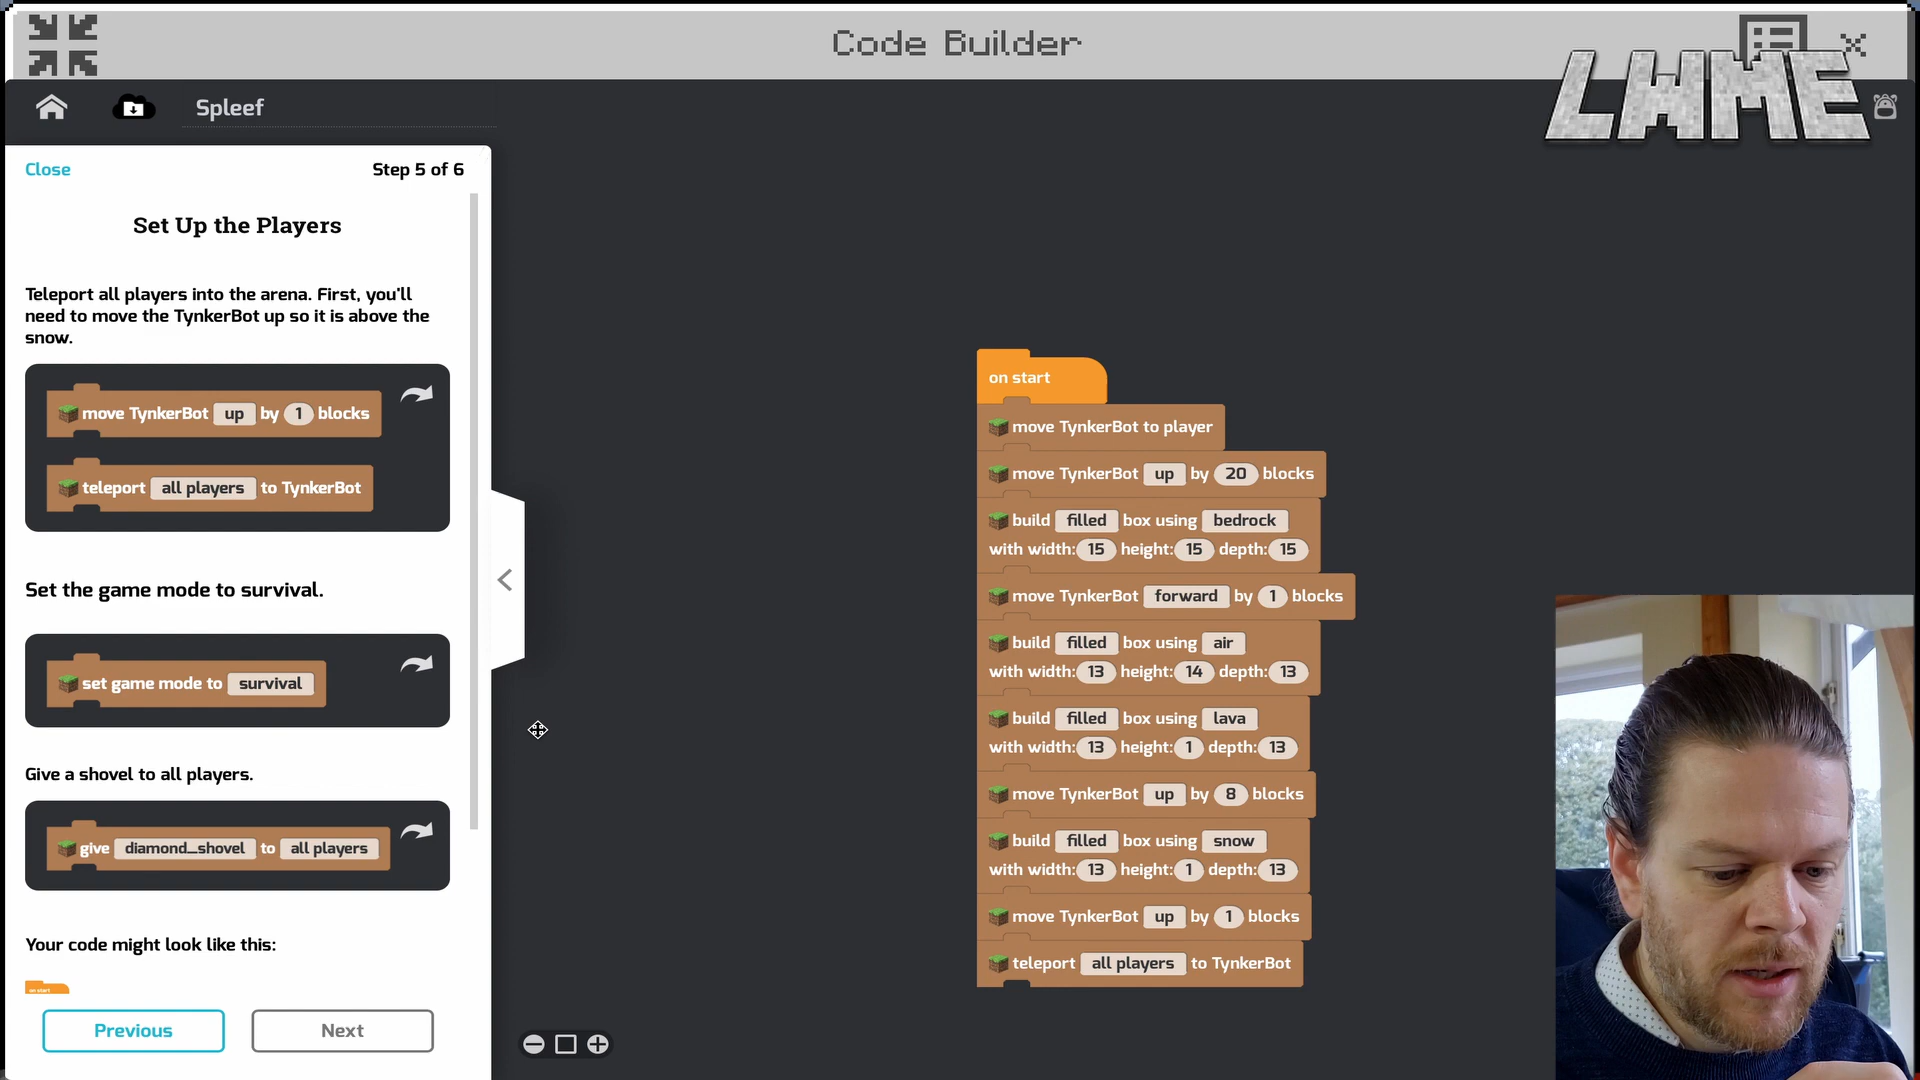 Code Builder
LWME
Spleef
Close
Step 5 of 6
Set Up the Players
Teleport all players into the arena. First, you'll
need to move the TynkerBot up so it is above the
snow.
move TynkerBot up by 1 blocks
teleport all players to TynkerBot
Set the game mode to survival.
set game mode to survival
Give a shovel to all players.
give diamond_shovel to all players
Your code might look like this:
on start
Previous
Next
on start
move TynkerBot to player
move TynkerBot up by 20 blocks
build filled box using bedrock
with width: 15 height: 15 depth: 15
move TynkerBot forward by 1 blocks
build filled box using air
with width: 13 height: 14 depth: 13
build filled box using lava
with width: 13 height: 1 depth: 13
move TynkerBot up by 8 blocks
build filled box using snow
with width: 13 height: 1 depth: 13
move TynkerBot up by 1 blocks
teleport all players to TynkerBot